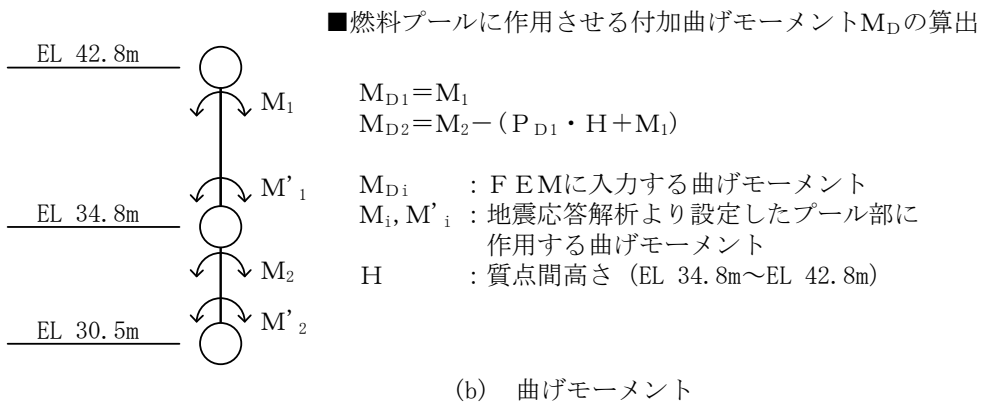 ■燃料プールに作用させる付加曲げモーメントMDの算出
EL 42.8m
M1
MD1=M1
MD2=M2-(PD1・H+M1)
M'1
MDi : FEMに入力する曲げモーメント
EL 34.8m
Mi,M'i : 地震応答解析より設定したプール部に
作用する曲げモーメント
M2
H : 質点間高さ (EL 34.8m～EL 42.8m)
M'2
EL 30.5m
(b) 曲げモーメント